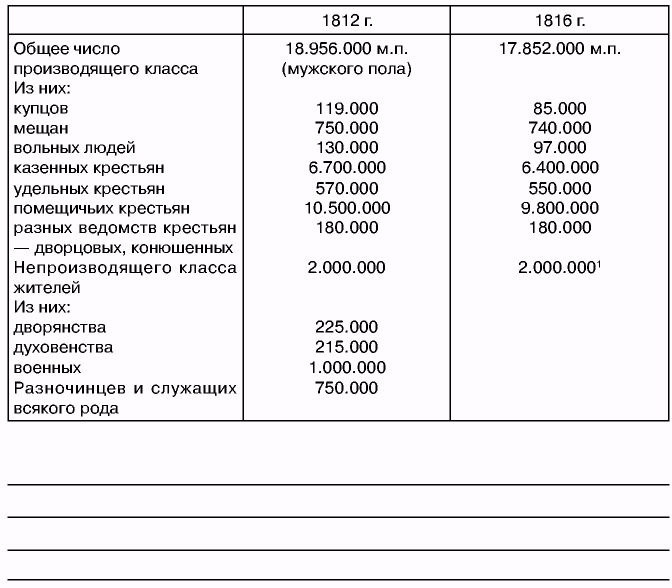 1812 г. 1816 г.
Общее число 18.956.000 м.п. 17.852.000 м.п.
производящего класса (мужского пола)
Из них:
купцов 119.000 85.000
мещан 750.000 740.000
вольных людей 130.000 97.000
казенных крестьян 6.700.000 6.400.000
удельных крестьян 570.000 550.000
помещичьих крестьян 10.500.000 9.800.000
разных ведомств крестьян 180.000 180.000
— дворцовых, конюшенных
Непроизводящего класса 2.000.000 2.000.000¹
жителей
Из них:
дворянства 225.000
духовенства 215.000
военных 1.000.000
Разночинцев и служащих 750.000
всякого рода